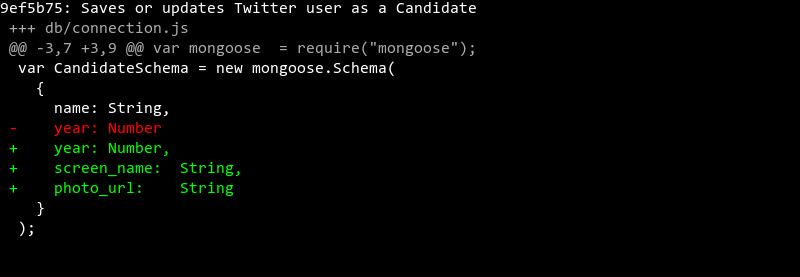 9ef5b75: Saves or updates Twitter user as a Candidate
+++ db/connection.js
@@ -3,7 +3,9 @@ var mongoose  = require("mongoose");
 var CandidateSchema = new mongoose.Schema(
   {
     name: String,
-    year: Number
+    year: Number,
+    screen_name:  String,
+    photo_url:    String
   }
 );